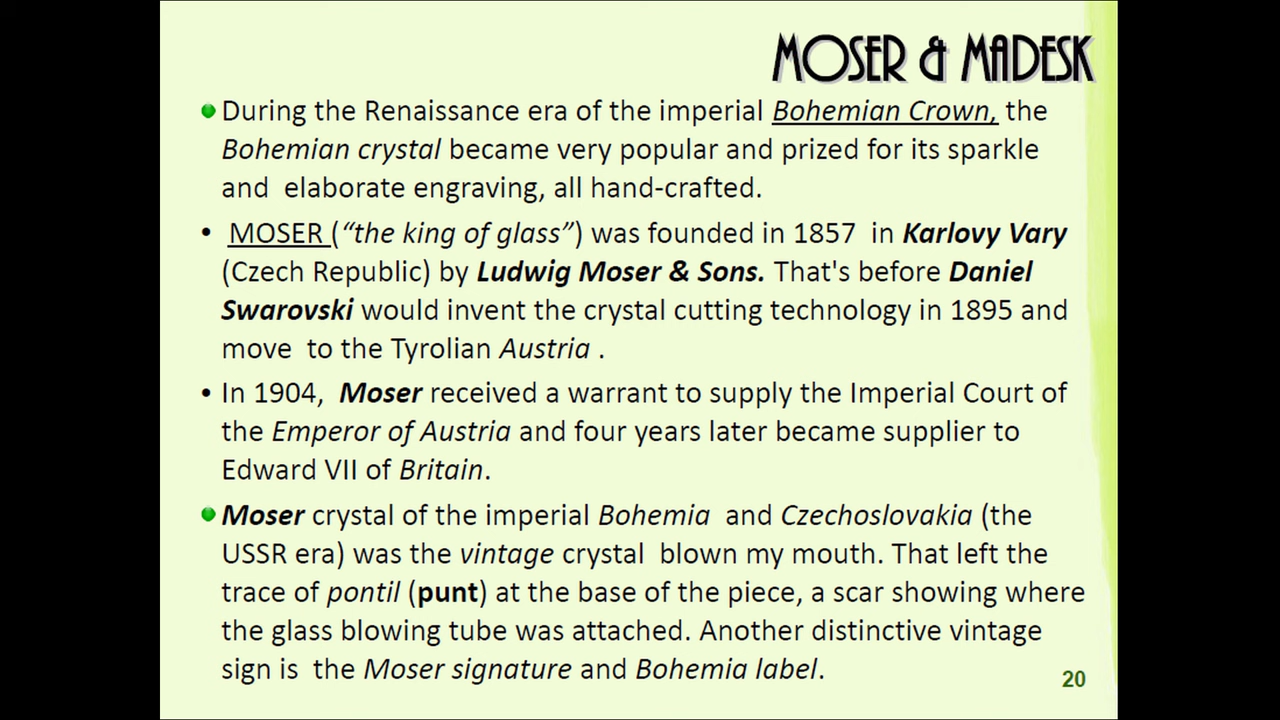 MOSER & MADESK
During the Renaissance era of the imperial Bohemian Crown, the
Bohemian crystal became very popular and prized for its sparkle
and elaborate engraving, all hand-crafted.
MOSER (“the king of glass”) was founded in 1857 in Karlovy Vary
(Czech Republic) by Ludwig Moser & Sons. That's before Daniel
Swarovski would invent the crystal cutting technology in 1895 and
move to the Tyrolian Austria .
In 1904, Moser received a warrant to supply the Imperial Court of
the Emperor of Austria and four years later became supplier to
Edward VII of Britain.
Moser crystal of the imperial Bohemia and Czechoslovakia (the
USSR era) was the vintage crystal blown my mouth. That left the
trace of pontil (punt) at the base of the piece, a scar showing where
the glass blowing tube was attached. Another distinctive vintage
sign is the Moser signature and Bohemia label.
20